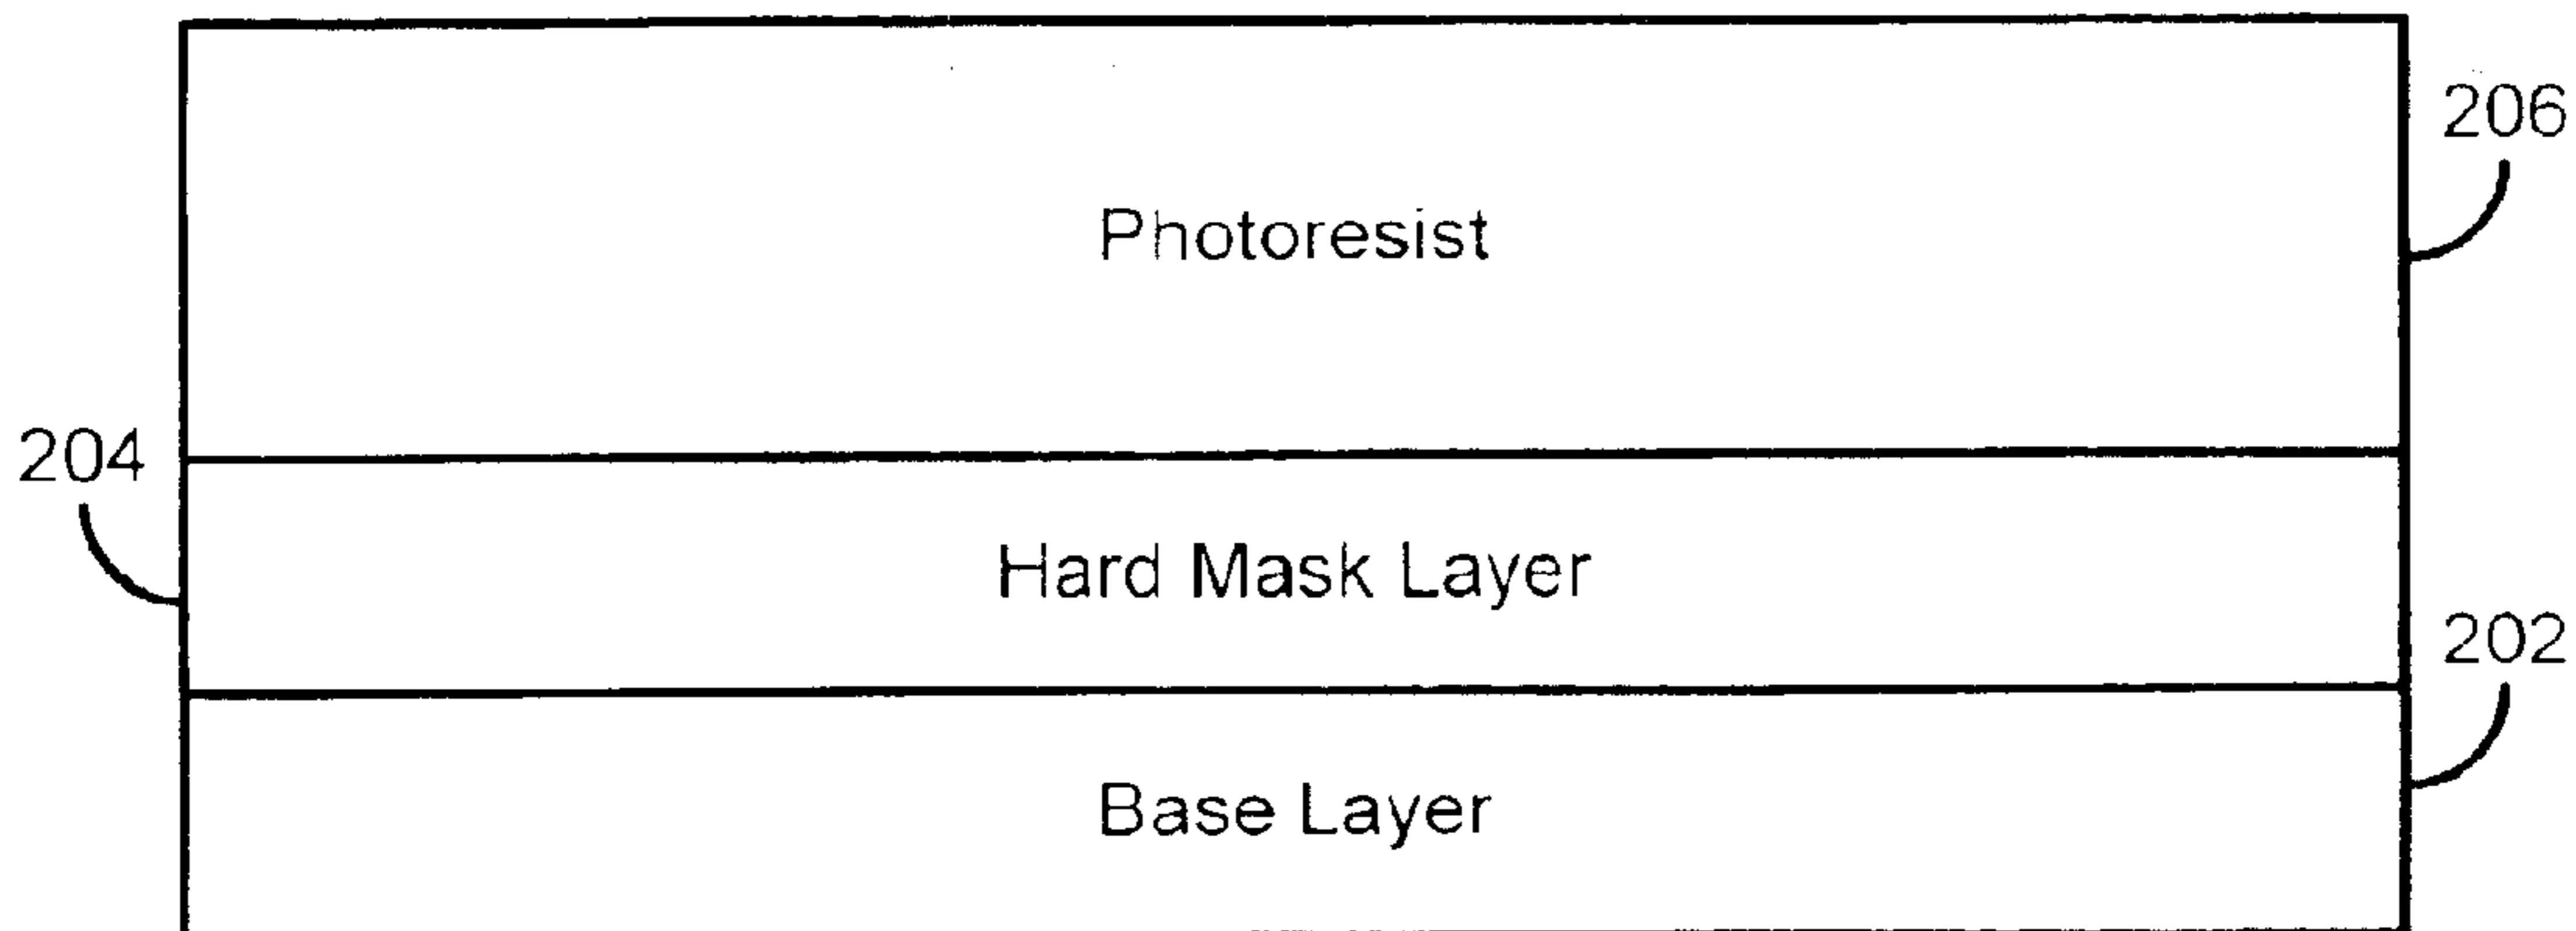 206
Photoresist
204
Hard Mask Layer
202
Base Layer